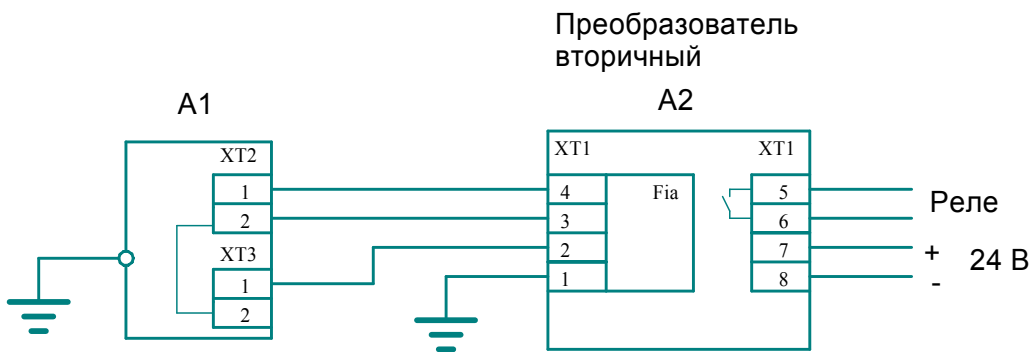 Преобразователь
вторичный
А1
А2
XT2
1
2
XT3
1
2
XT1
4
3
2
1
Fia
XT1
5
6
7
8
Реле
+
-
24 В